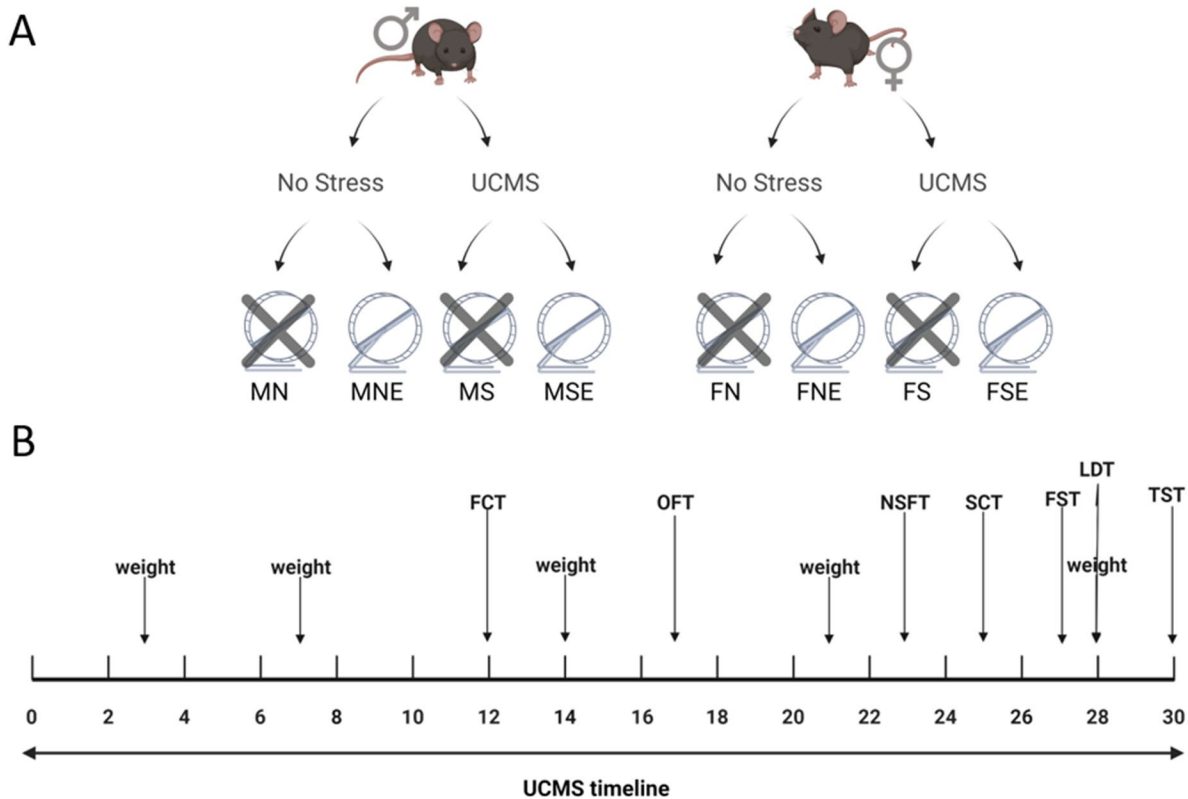 A
No Stress UCMS No Stress UCMS
MN MNE MS MSE FN FNE FS FSE
B
LDT
FCT OFT NSFT SCT FST TST
weight weight weight weight weight
0 2 4 6 8 10 12 14 16 18 20 22 24 26 28 30
UCMS timeline